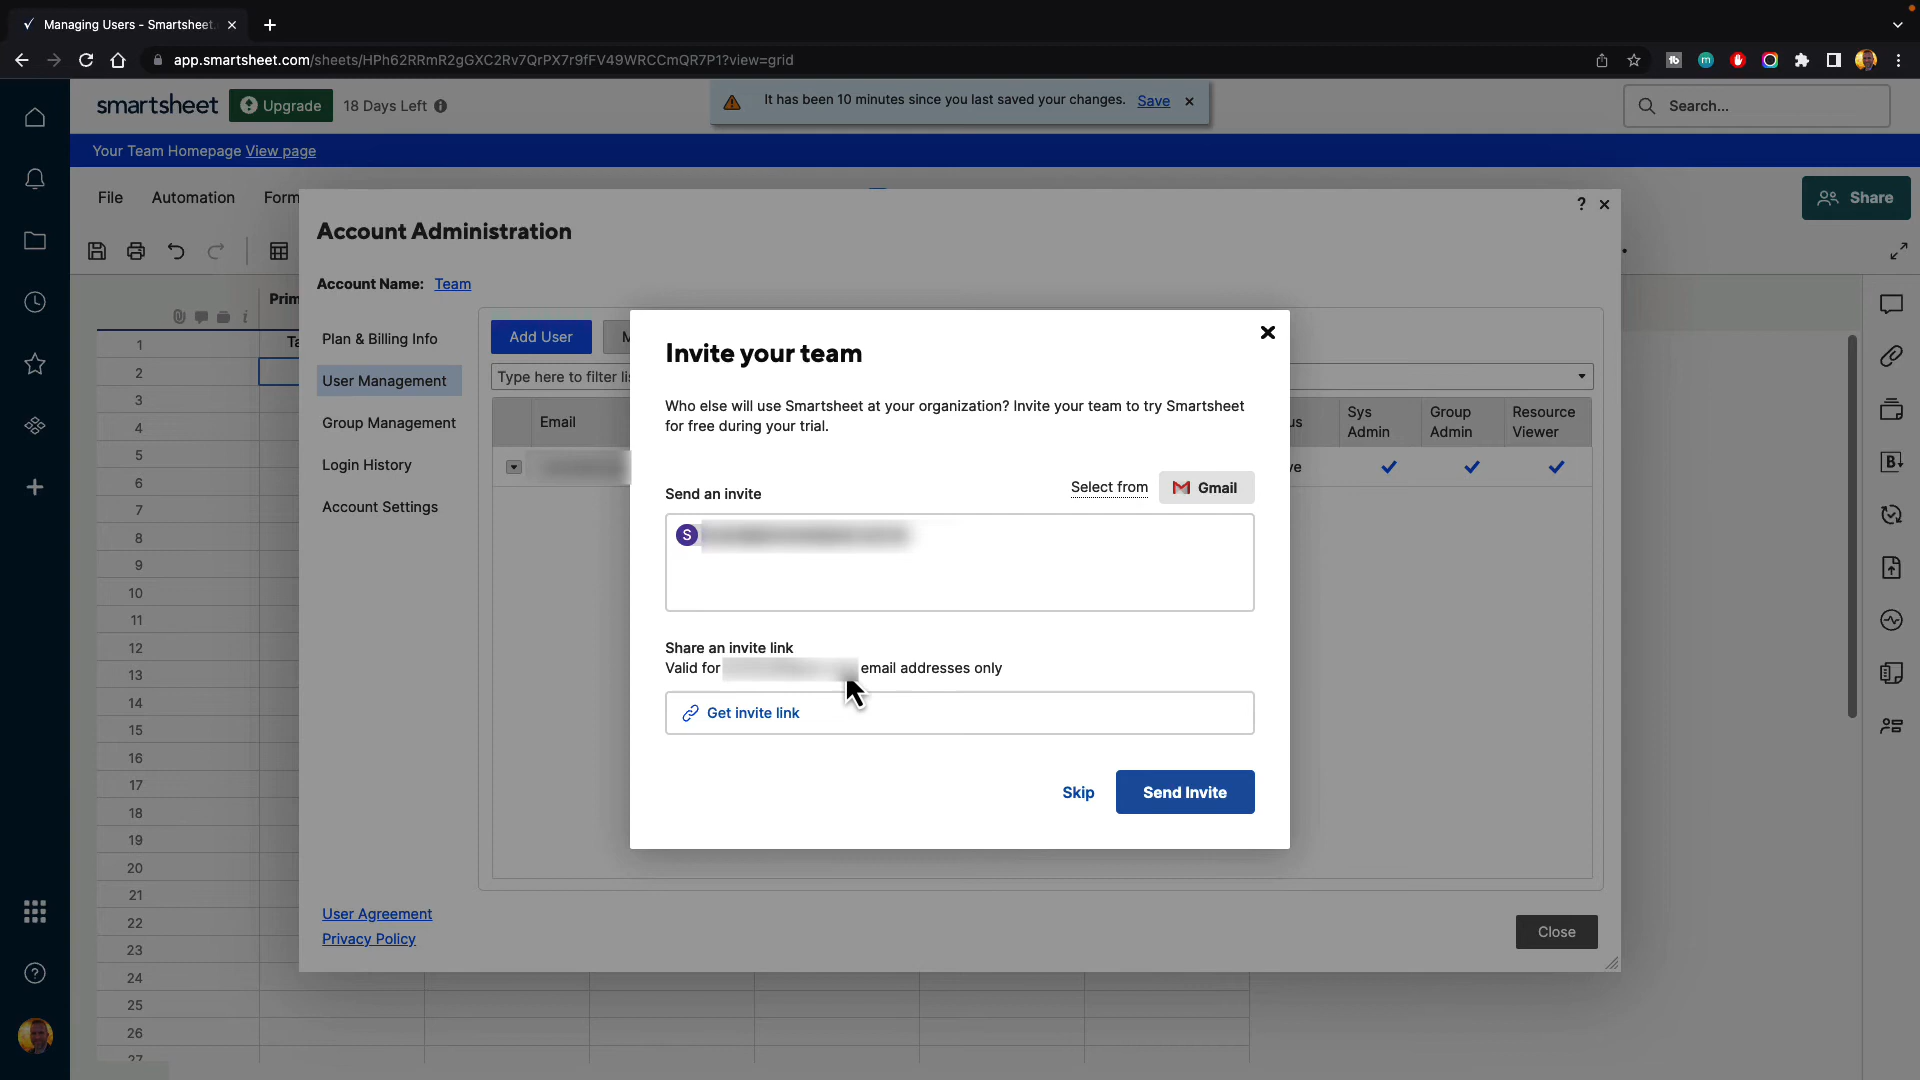 Managing Users - Smartsheet
app.smartsheet.com/sheets/HPh62RRmR2gGXC2Rv7QrPX7r9fFV49WRCCmQR7P1?view=grid
smartsheet
Upgrade
18 Days Left
It has been 10 minutes since you last saved your changes. Save
Search...
Your Team Homepage View page
File
Automation
Form
Share
Account Administration
Account Name: Team
Prim
Ta
1
2
3
4
5
6
7
8
9
10
11
12
13
14
15
16
17
18
19
20
21
22
23
24
25
26
27
Plan & Billing Info
User Management
Group Management
Login History
Account Settings
Add User
M
Type here to filter li
Email
us
Sys
Admin
Group
Admin
Resource
Viewer
ve
Invite your team
Who else will use Smartsheet at your organization? Invite your team to try Smartsheet
for free during your trial.
Send an invite
Select from
Gmail
S
Share an invite link
Valid for
email addresses only
Get invite link
Skip
Send Invite
User Agreement
Privacy Policy
Close